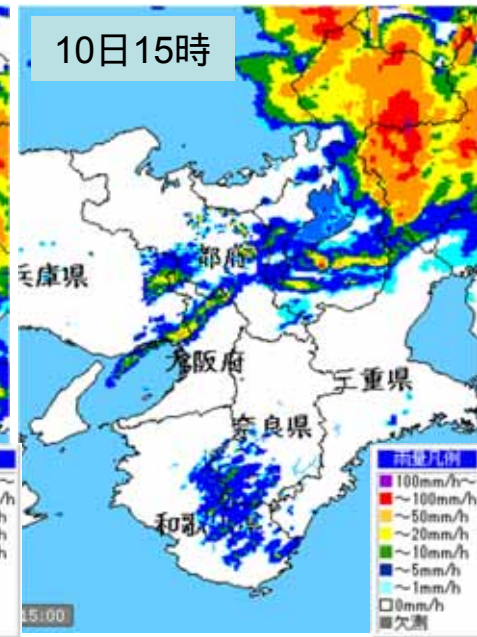 10日15時
兵庫県
都府
大阪府
三重県
奈良県
和歌山県
雨量凡例
100mm/h～
～100mm/h
～50mm/h
～20mm/h
～10mm/h
～5mm/h
～1mm/h
0mm/h
欠測
15:00